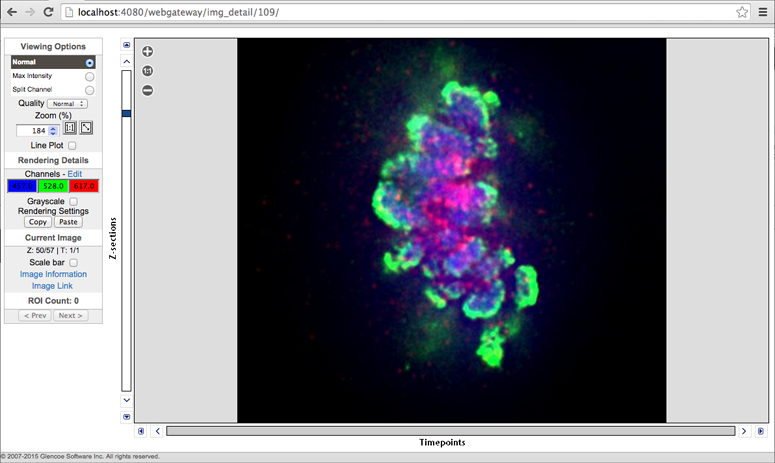 localhost:4080/webgateway/img_detail/109/
Viewing Options
Normal
Max Intensity
Split Channel
Quality Normal
Zoom (%)
184 1:1
Line Plot
Rendering Details
Channels - Edit
528.0 617.0
Grayscale
Rendering Settings
Copy Paste
Current Image
Z: 50/57 | T: 1/1
Scale bar
Image Information
Image Link
ROI Count: 0
< Prev Next >
Z-sections
1:1
Timepoints
© 2007-2015 Glencoe Software Inc. All rights reserved.